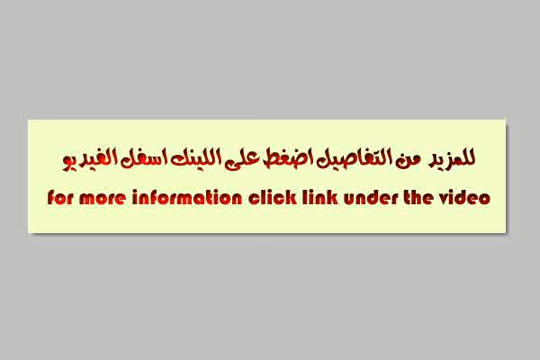 للمزيد من التفاصيل اضغط على اللينك اسفل الفيديو
for more information click link under the video